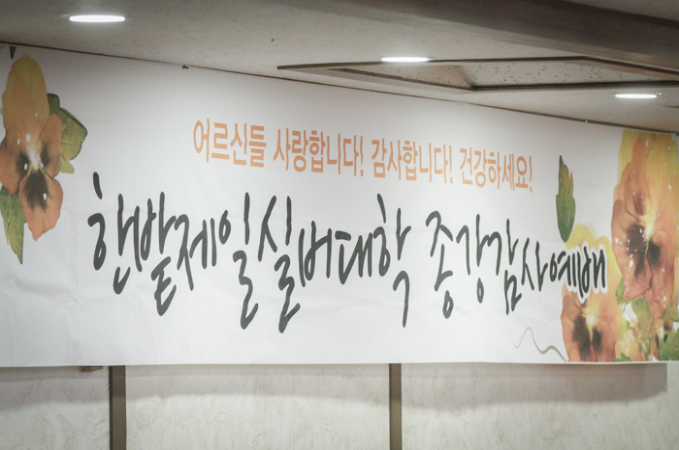 어르신들 사랑합니다! 감사합니다! 건강하세요!
한밭제일실버대학 종강감사예배